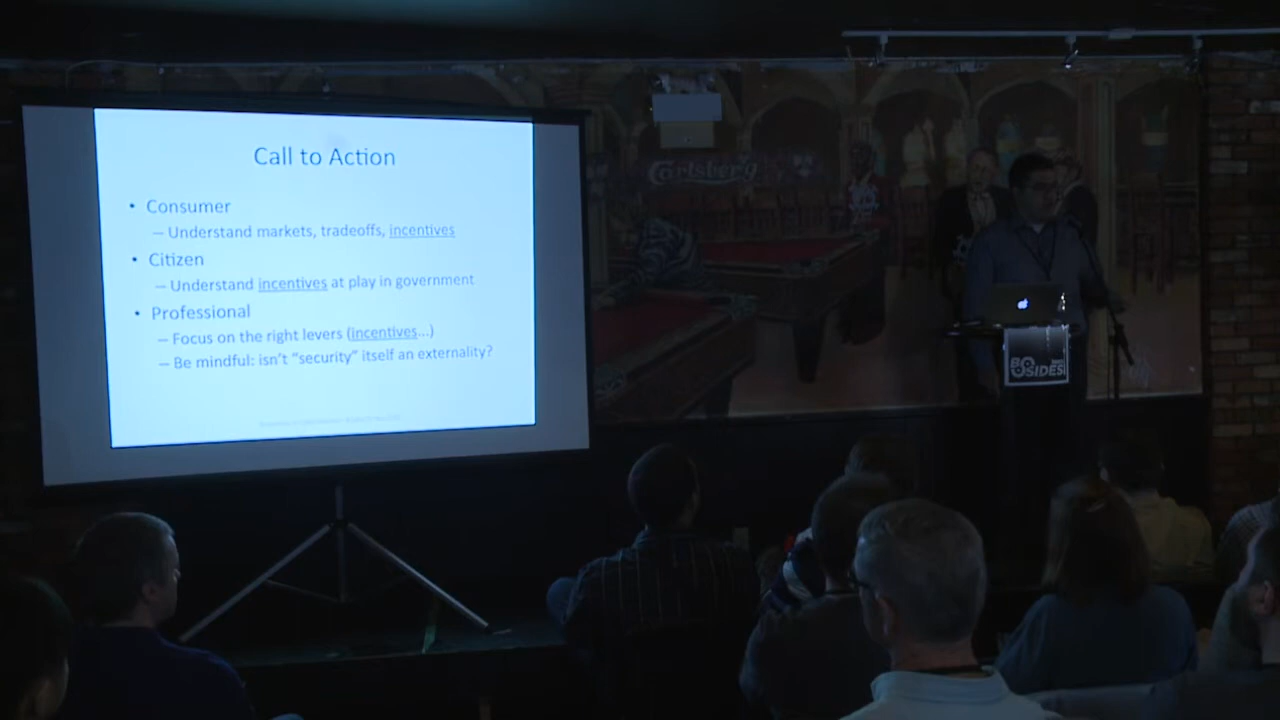 Call to Action
• Consumer
– Understand markets, tradeoffs, incentives
• Citizen
– Understand incentives at play in government
• Professional
– Focus on the right levers (incentives...)
– Be mindful: isn't "security" itself an externality?
Carlsberg
BSIDES